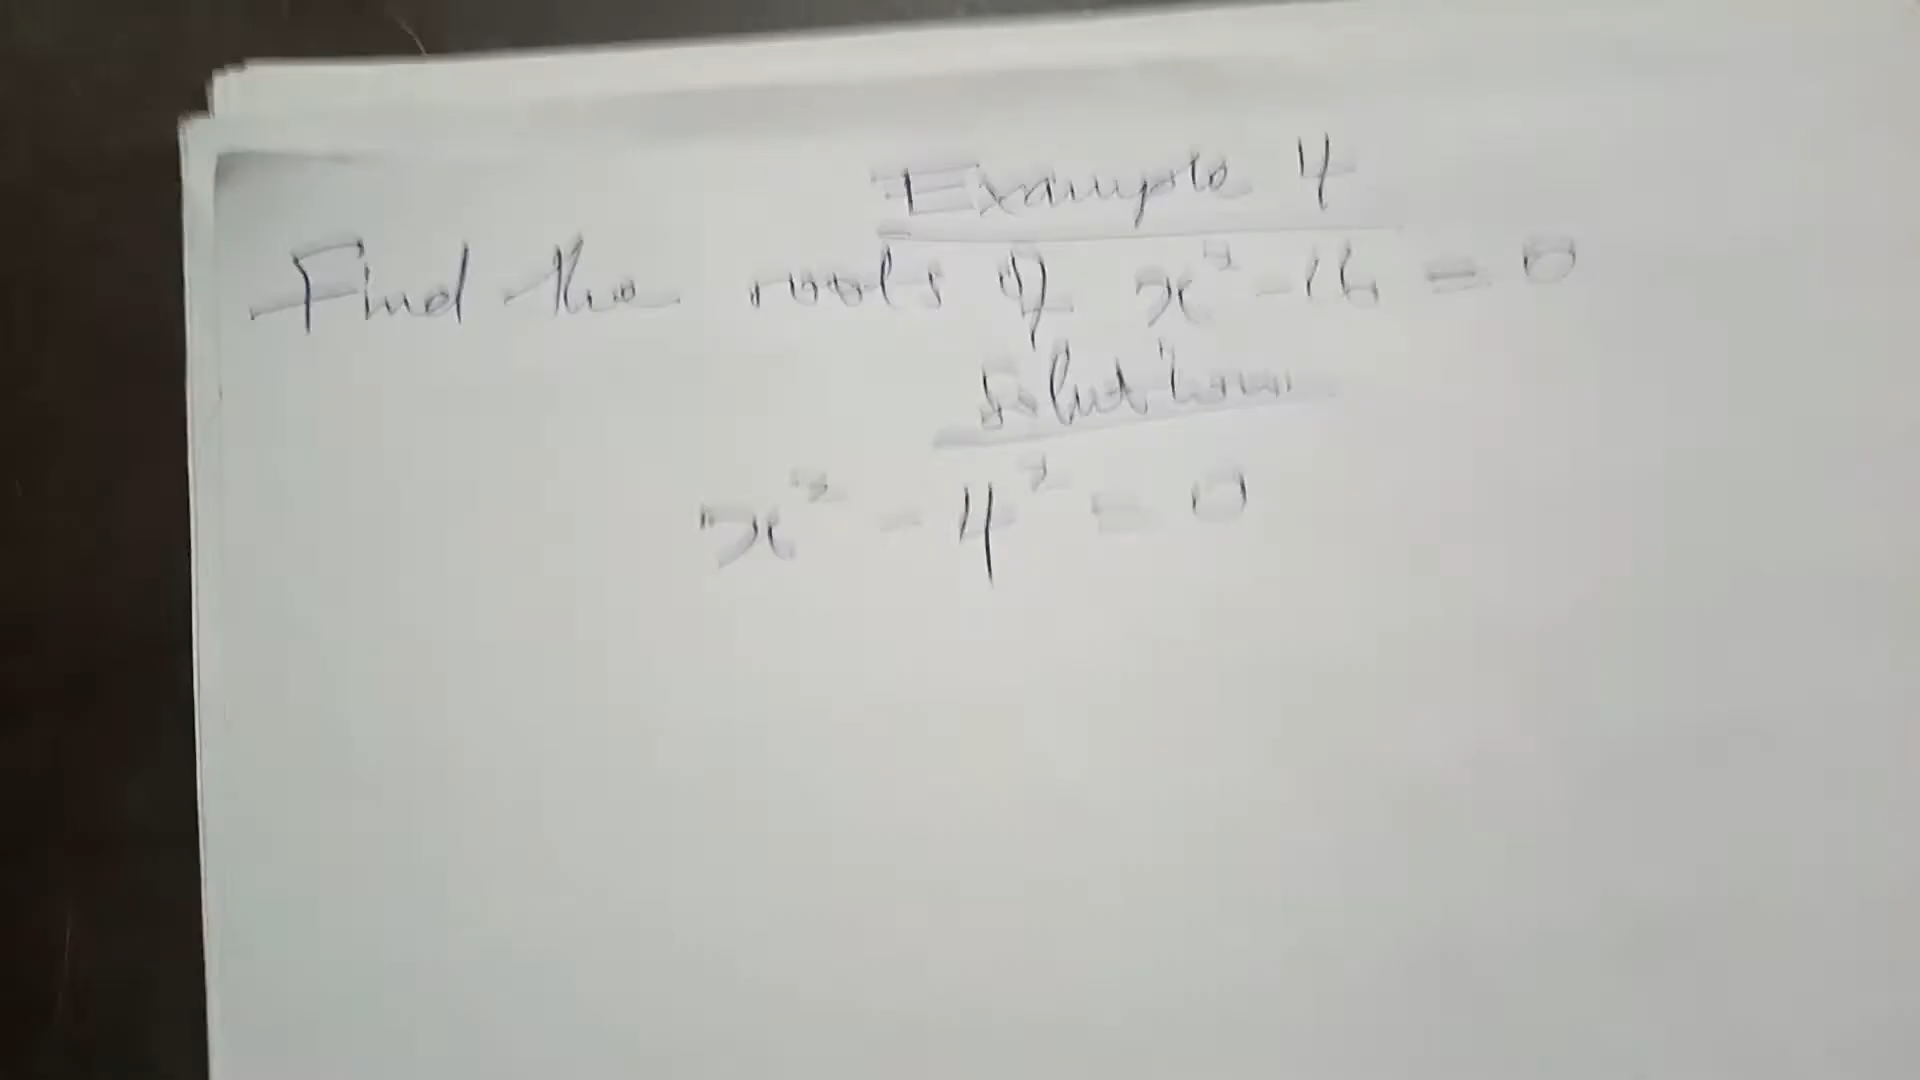 Example 4
Find the roots of x² - 16 = 0
Solution
x² - 4² = 0